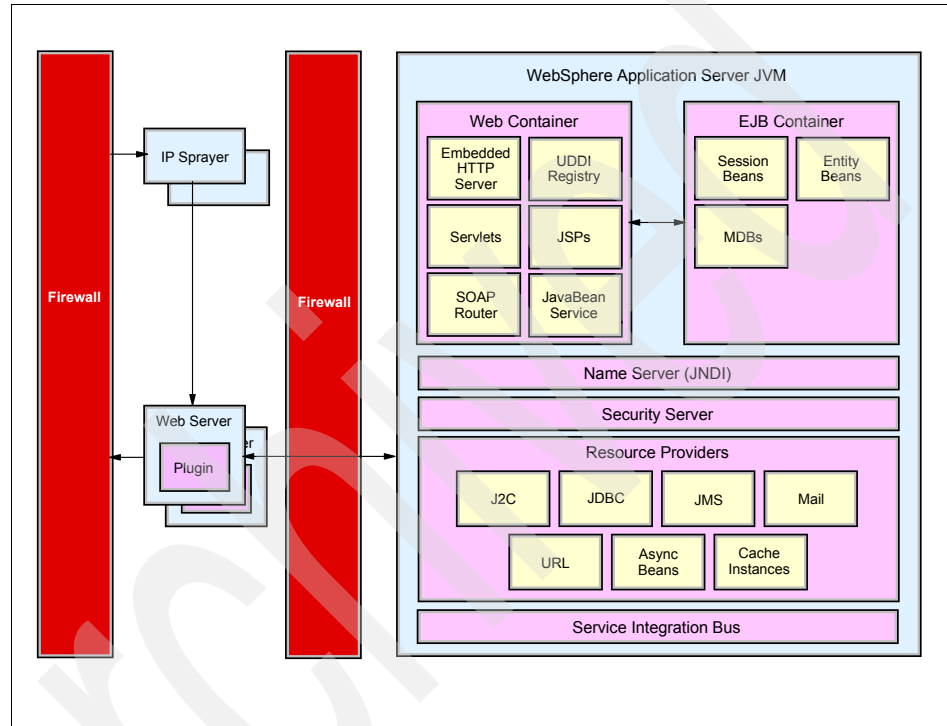 WebSphere Application Server JVM
Web Container
EJB Container
Embedded
HTTP
Server
UDDI
Registry
Session
Beans
Entity
Beans
IP Sprayer
Servlets
JSPs
MDBs
Firewall
Firewall
SOAP
Router
JavaBean
Service
Name Server (JNDI)
Security Server
Web Server
er
Plugin
Resource Providers
J2C
JDBC
JMS
Mail
URL
Async
Beans
Cache
Instances
Service Integration Bus